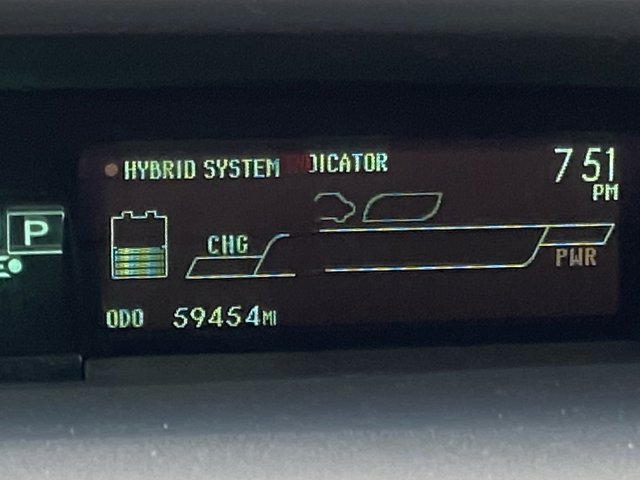 HYBRID SYSTEM INDICATOR
7 51
PM
P
CHG
PWR
ODO 59454MI